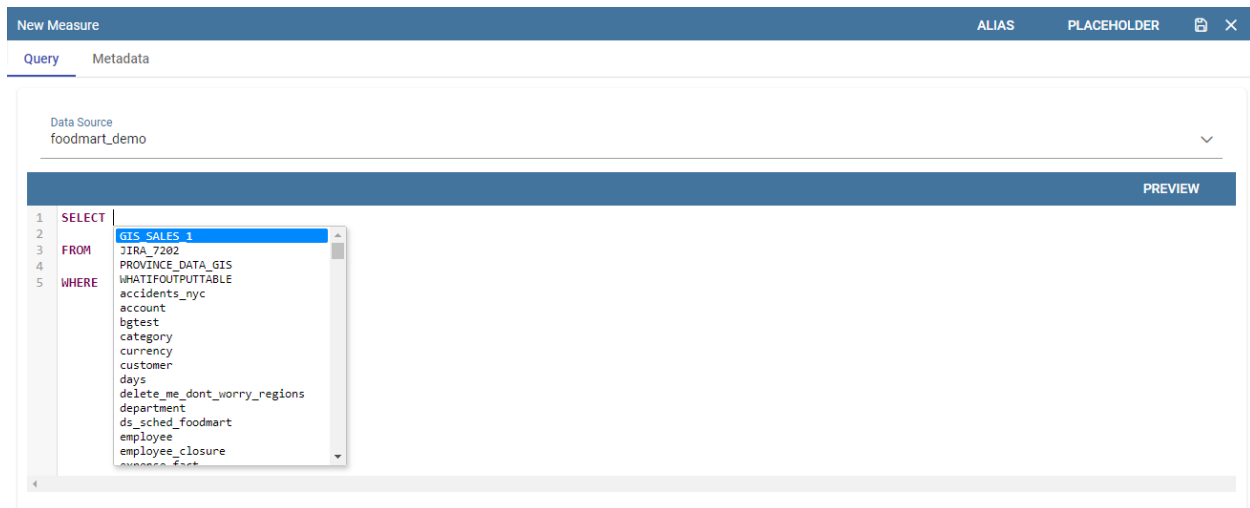 New Measure ALIAS PLACEHOLDER
Query Metadata
Data Source
foodmart_demo
PREVIEW
1 SELECT
2
3 FROM
4
5 WHERE
GIS_SALES_1
JIRA_7202
PROVINCE_DATA_GIS
WHATIFOUTPUTTABLE
accidents_nyc
account
bgtest
category
currency
customer
days
delete_me_dont_worry_regions
department
ds_sched_foodmart
employee
employee_closure
expense_fact